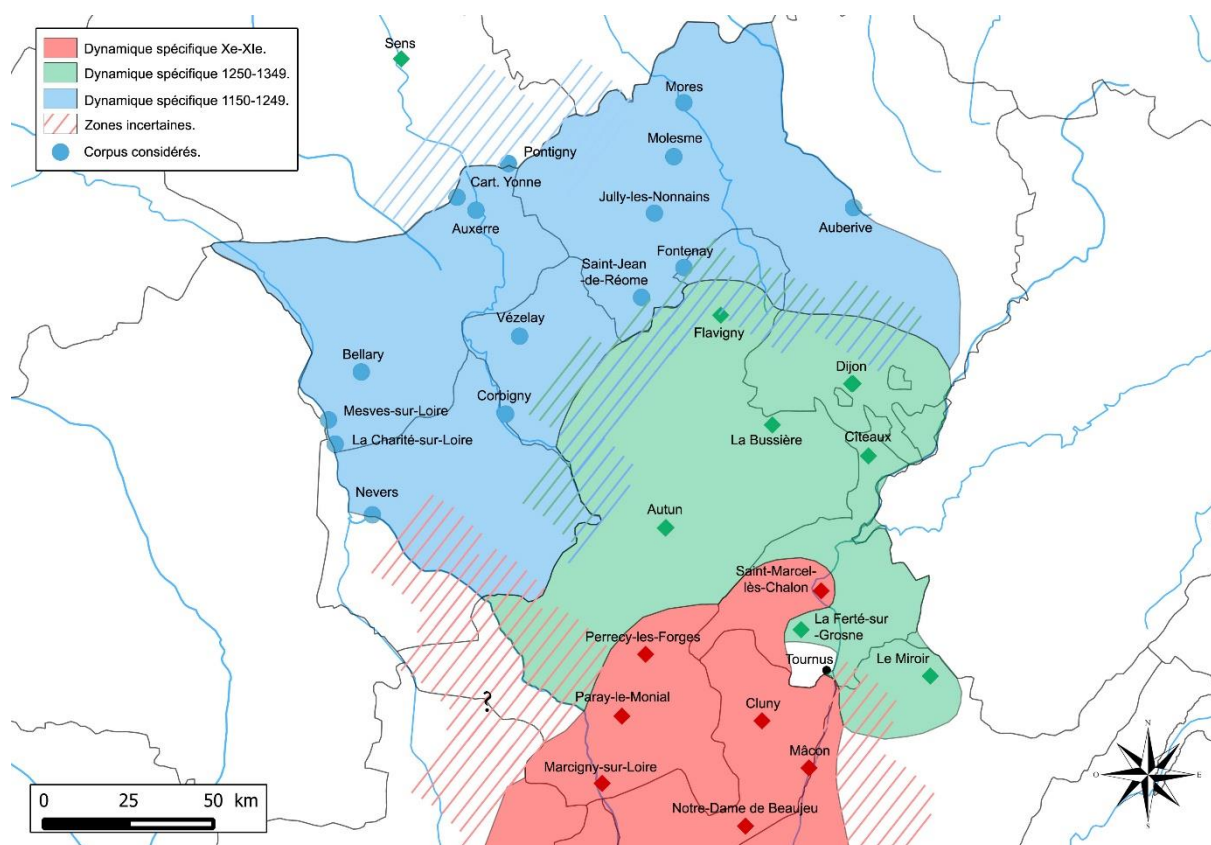 Dynamique spécifique Xe-XIe.
Dynamique spécifique 1250-1349.
Dynamique spécifique 1150-1249.
Zones incertaines.
Corpus considérés.
Sens
Mores
Molesme
Pontigny
Cart. Yonne
Jully-les-Nonnains
Auxerre
Auberive
Fontenay
Saint-Jean
-de-Réome
Vézelay
Flavigny
Bellary
Dijon
Corbigny
Mesves-sur-Loire
La Charité-sur-Loire
La Bussière
Cîteaux
Nevers
Autun
Saint-Marcel-
lès-Chalon
La Ferté-sur
-Grosne
Perrecy-les-Forges
Tournus
Le Miroir
?
Paray-le-Monial
Cluny
Mâcon
Marcigny-sur-Loire
Notre-Dame de Beaujeu
0 25 50 km
N
O E
S